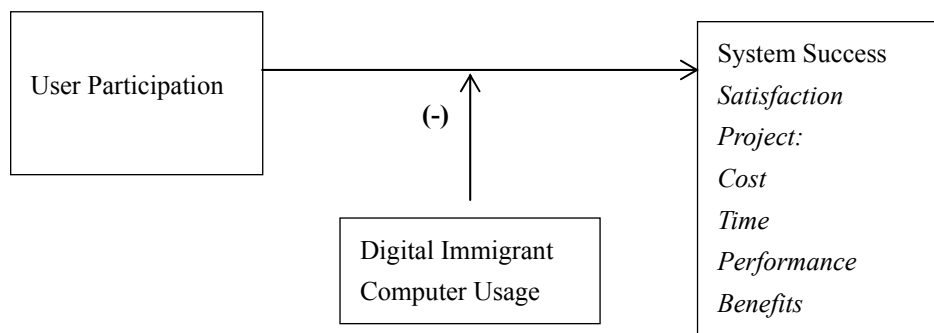 User Participation
(-)
Digital Immigrant
Computer Usage
System Success
Satisfaction
Project:
Cost
Time
Performance
Benefits